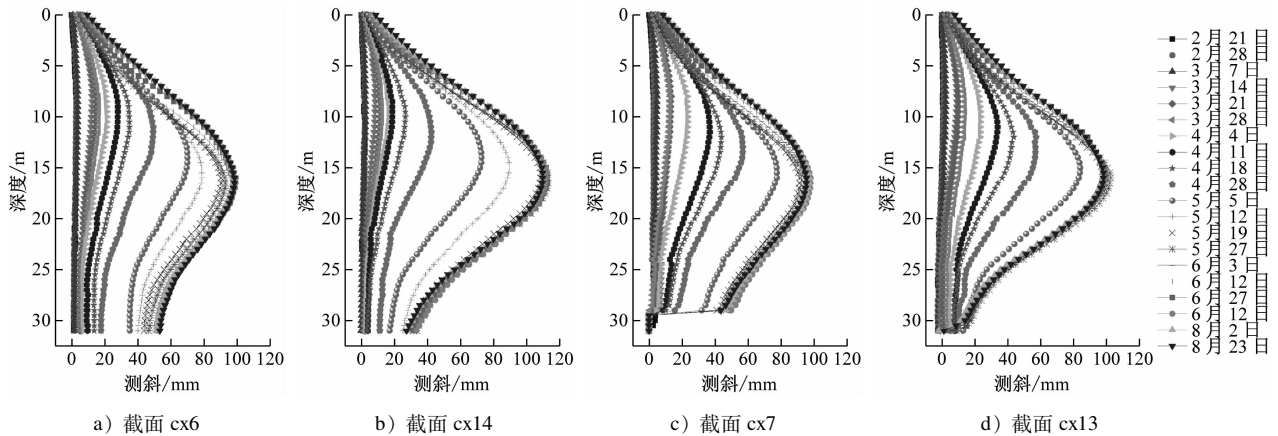 0
5
10
15
20
25
30
深度/m
0 20 40 60 80 100 120
测斜/mm
a）截面 cx6
0
5
10
15
20
25
30
深度/m
0 20 40 60 80 100 120
测斜/mm
b）截面 cx14
0
5
10
15
20
25
30
深度/m
0 20 40 60 80 100 120
测斜/mm
c）截面 cx7
0
5
10
15
20
25
30
深度/m
0 20 40 60 80 100 120
测斜/mm
d）截面 cx13
2 月 21 日
2 月 28 日
3 月 7 日
3 月 14 日
3 月 21 日
3 月 28 日
4 月 4 日
4 月 11 日
4 月 18 日
4 月 28 日
5 月 5 日
5 月 12 日
5 月 19 日
5 月 27 日
6 月 3 日
6 月 12 日
6 月 27 日
6 月 12 日
8 月 2 日
8 月 23 日